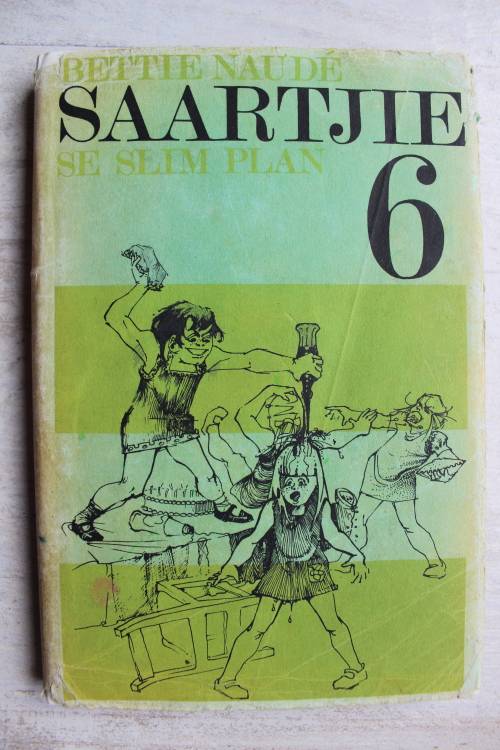 BETTIE NAUDÉ
SAARTJIE
SE SLIM PLAN
6